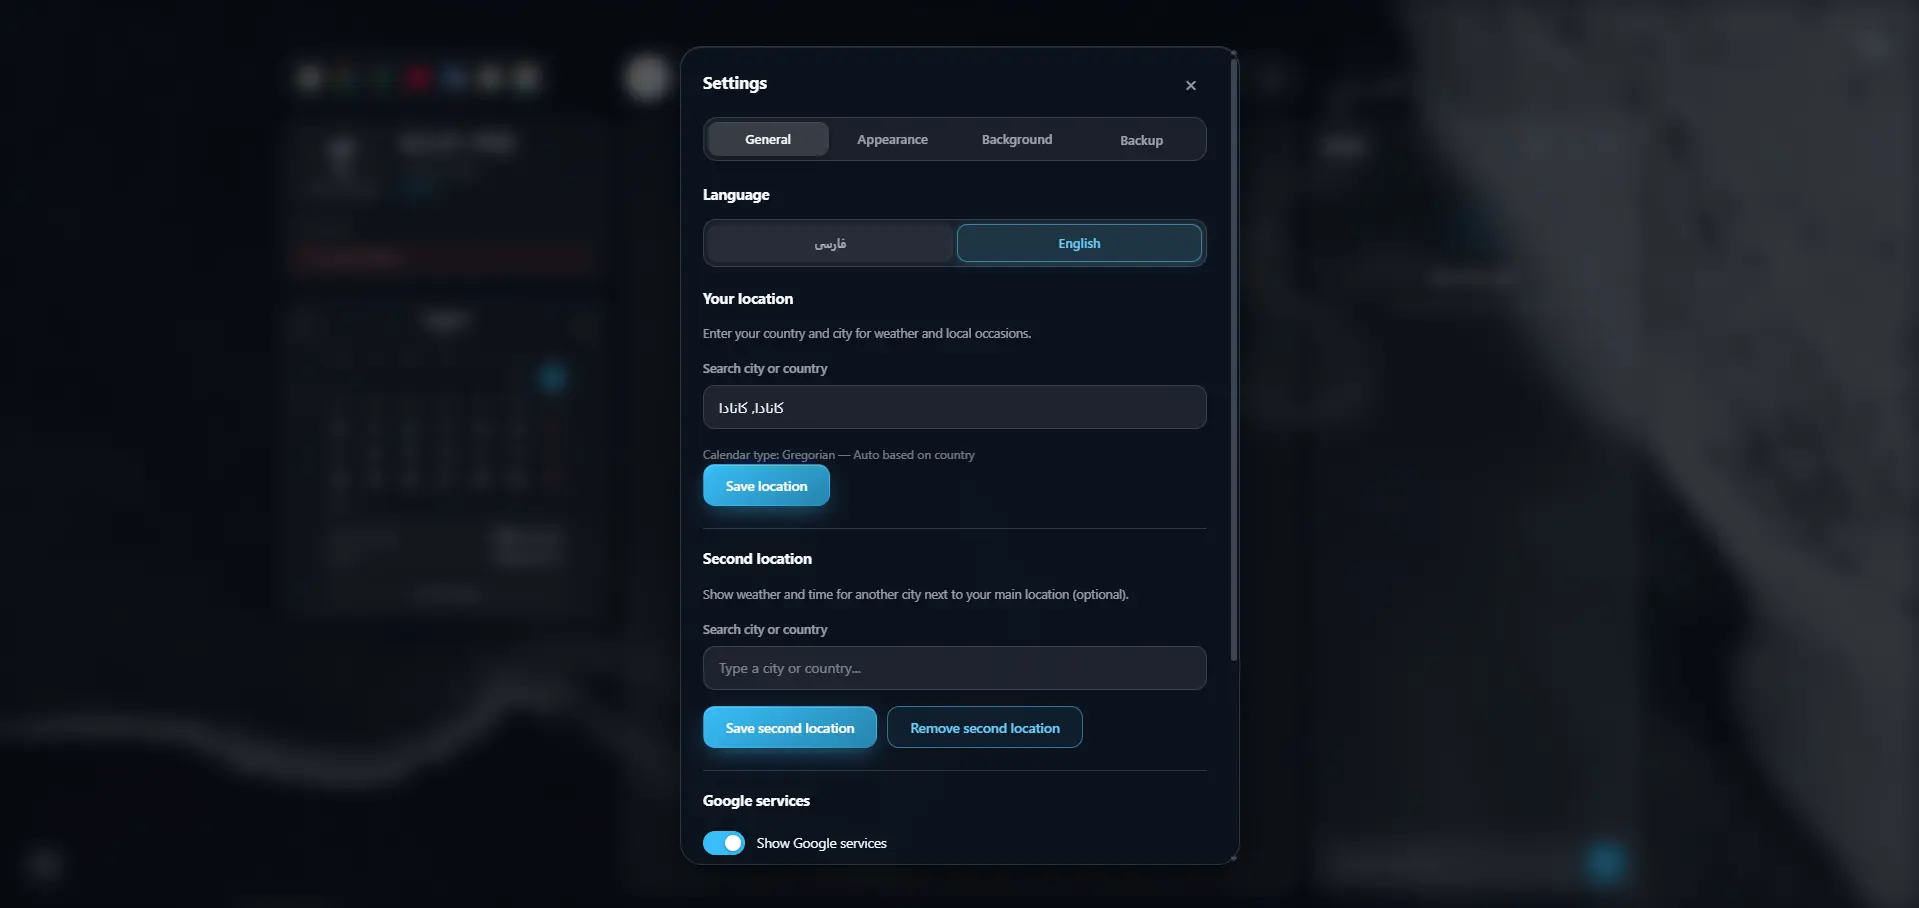 Settings
×
General Appearance Background Backup
Language
فارسی English
Your location
Enter your country and city for weather and local occasions.
Search city or country
کانادا, کانادا
Calendar type: Gregorian — Auto based on country
Save location
Second location
Show weather and time for another city next to your main location (optional).
Search city or country
Type a city or country...
Save second location Remove second location
Google services
Show Google services